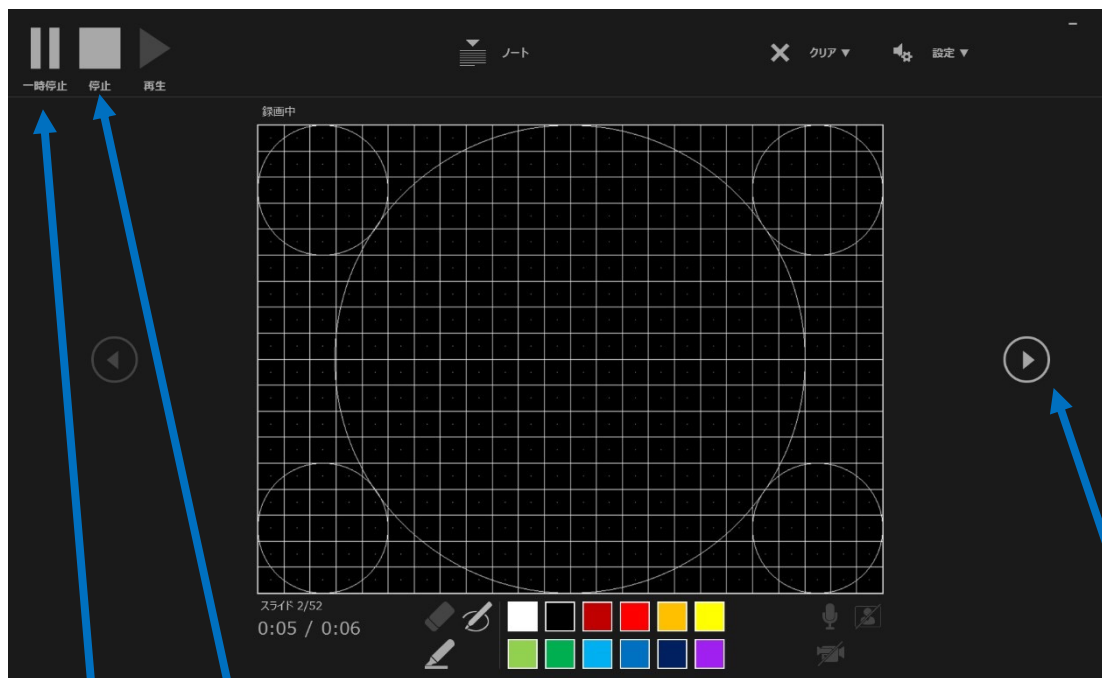 一時停止
停止
再生
ノート
クリア ▼
設定 ▼
録画中
スライド 2/52
0:05 / 0:06